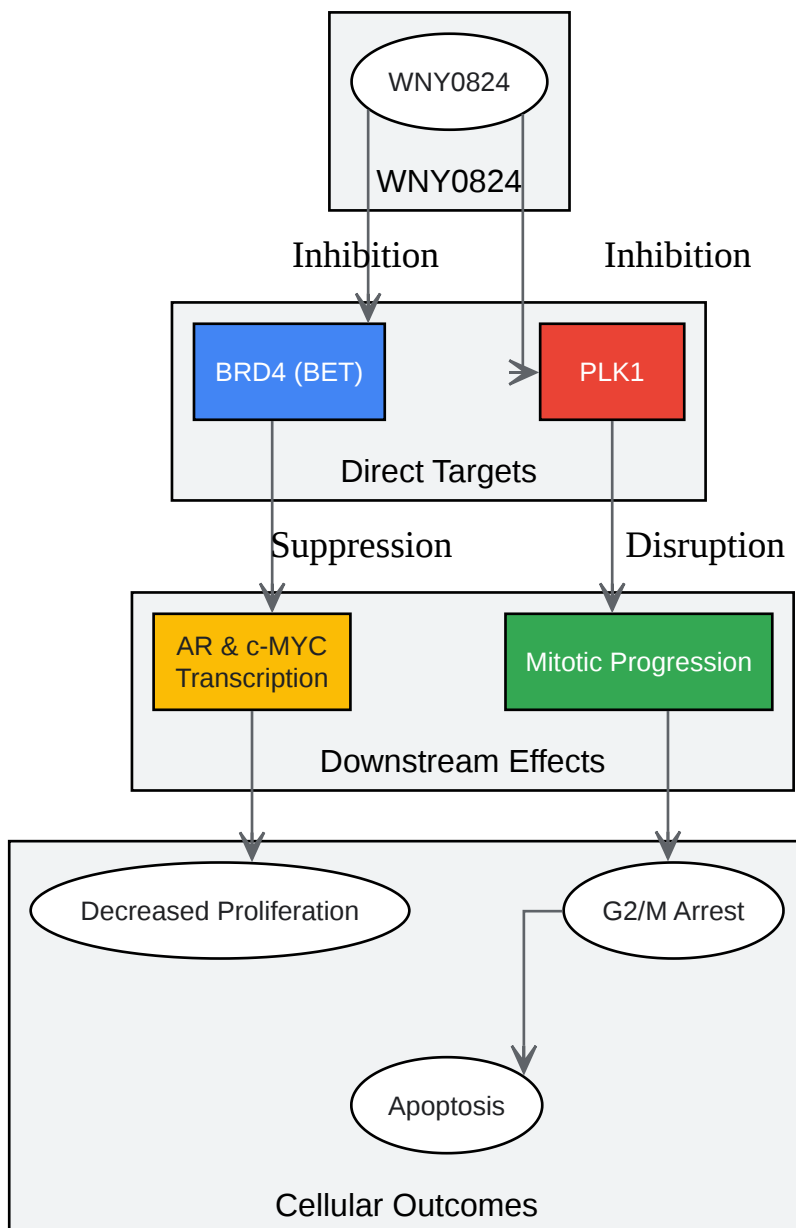 WNY0824
WNY0824
Inhibition
Inhibition
BRD4 (BET)
PLK1
Direct Targets
Suppression
Disruption
AR & c-MYC
Transcription
Mitotic Progression
Downstream Effects
Decreased Proliferation
G2/M Arrest
Apoptosis
Cellular Outcomes